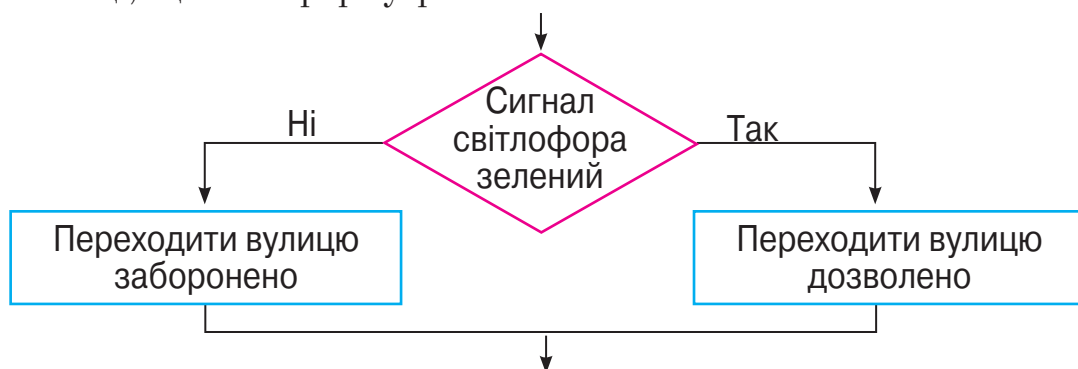 Сигнал
світлофора
зелений
Ні
Так
Переходити вулицю
заборонено
Переходити вулицю
дозволено